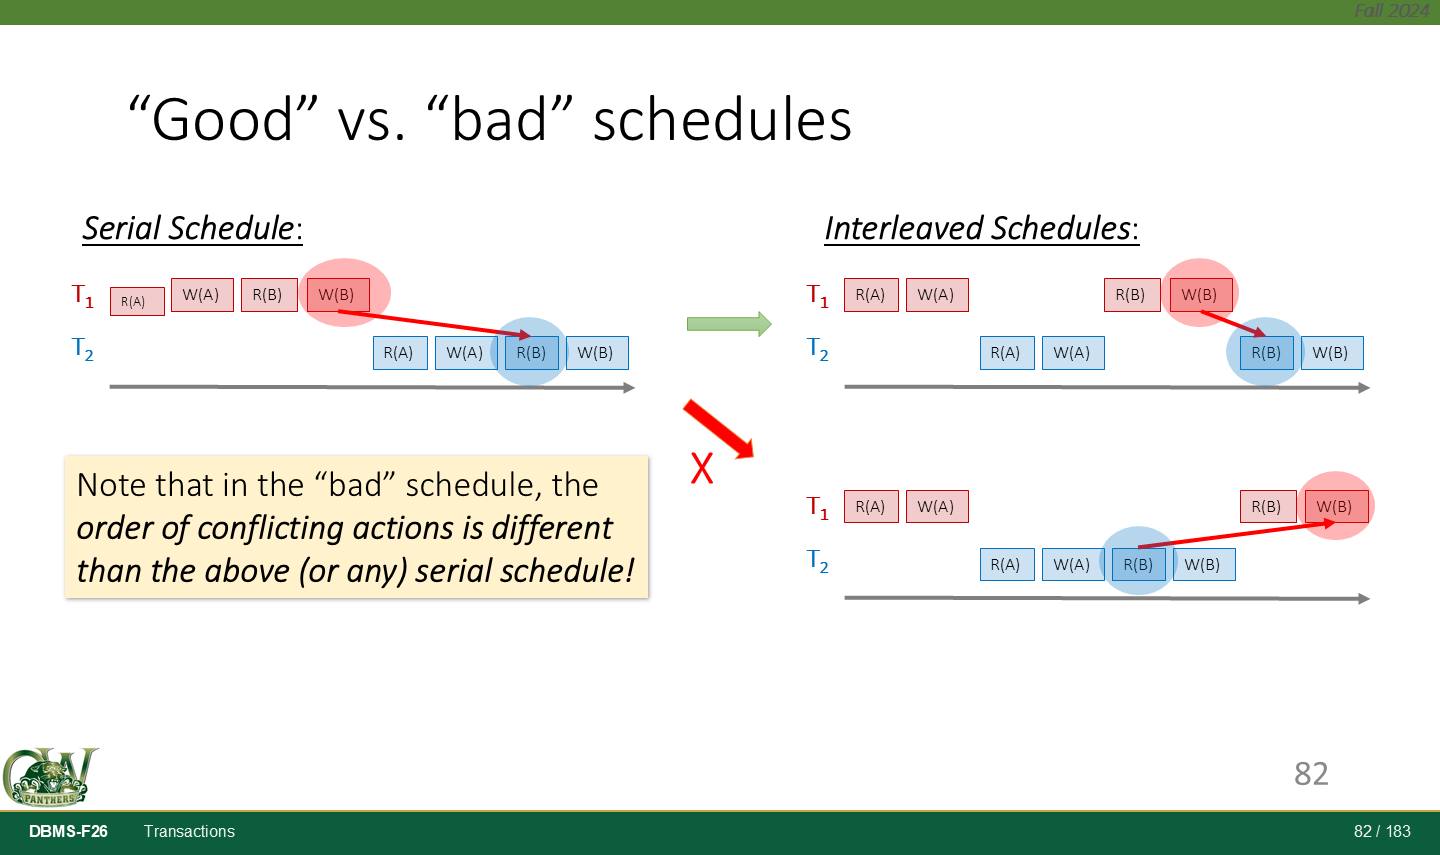 Fall 2024
“Good” vs. “bad” schedules
Serial Schedule:
T1 R(A) W(A) R(B) W(B)
T2 R(A) W(A) R(B) W(B)
Note that in the “bad” schedule, the
order of conflicting actions is different
than the above (or any) serial schedule!
X
Interleaved Schedules:
T1 R(A) W(A) R(B) W(B)
T2 R(A) W(A) R(B) W(B)
T1 R(A) W(A) R(B) W(B)
T2 R(A) W(A) R(B) W(B)
82
OW
PANTHERS
DBMS-F26 Transactions 82 / 183